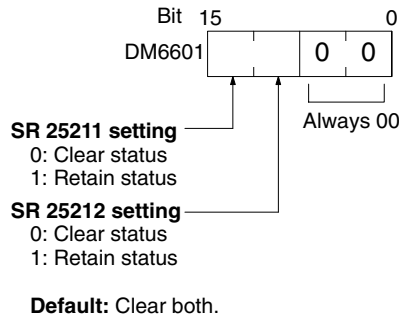 Bit 15 0
DM6601 0 0
Always 00
SR 25211 setting
0: Clear status
1: Retain status
SR 25212 setting
0: Clear status
1: Retain status
Default: Clear both.